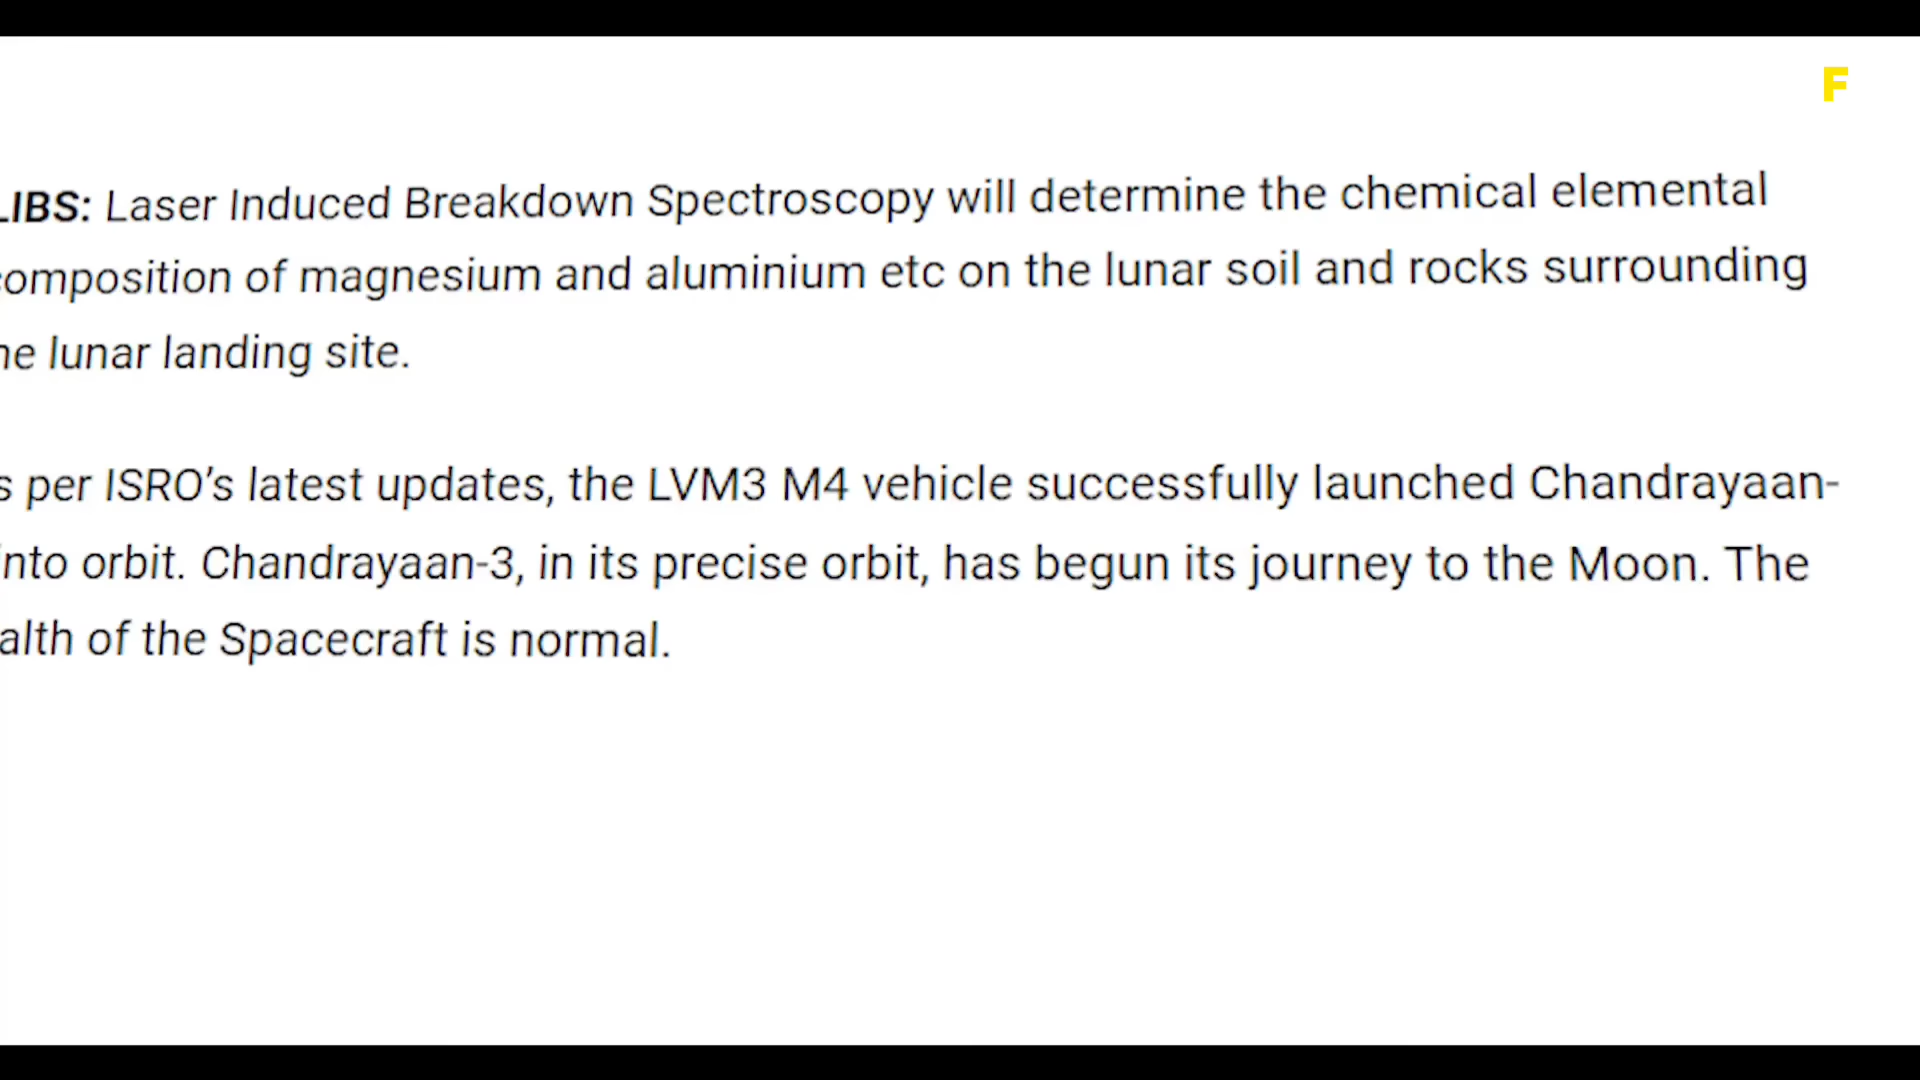 F
LIBS: Laser Induced Breakdown Spectroscopy will determine the chemical elemental
composition of magnesium and aluminium etc on the lunar soil and rocks surrounding
he lunar landing site.
s per ISRO’s latest updates, the LVM3 M4 vehicle successfully launched Chandrayaan-
nto orbit. Chandrayaan-3, in its precise orbit, has begun its journey to the Moon. The
alth of the Spacecraft is normal.